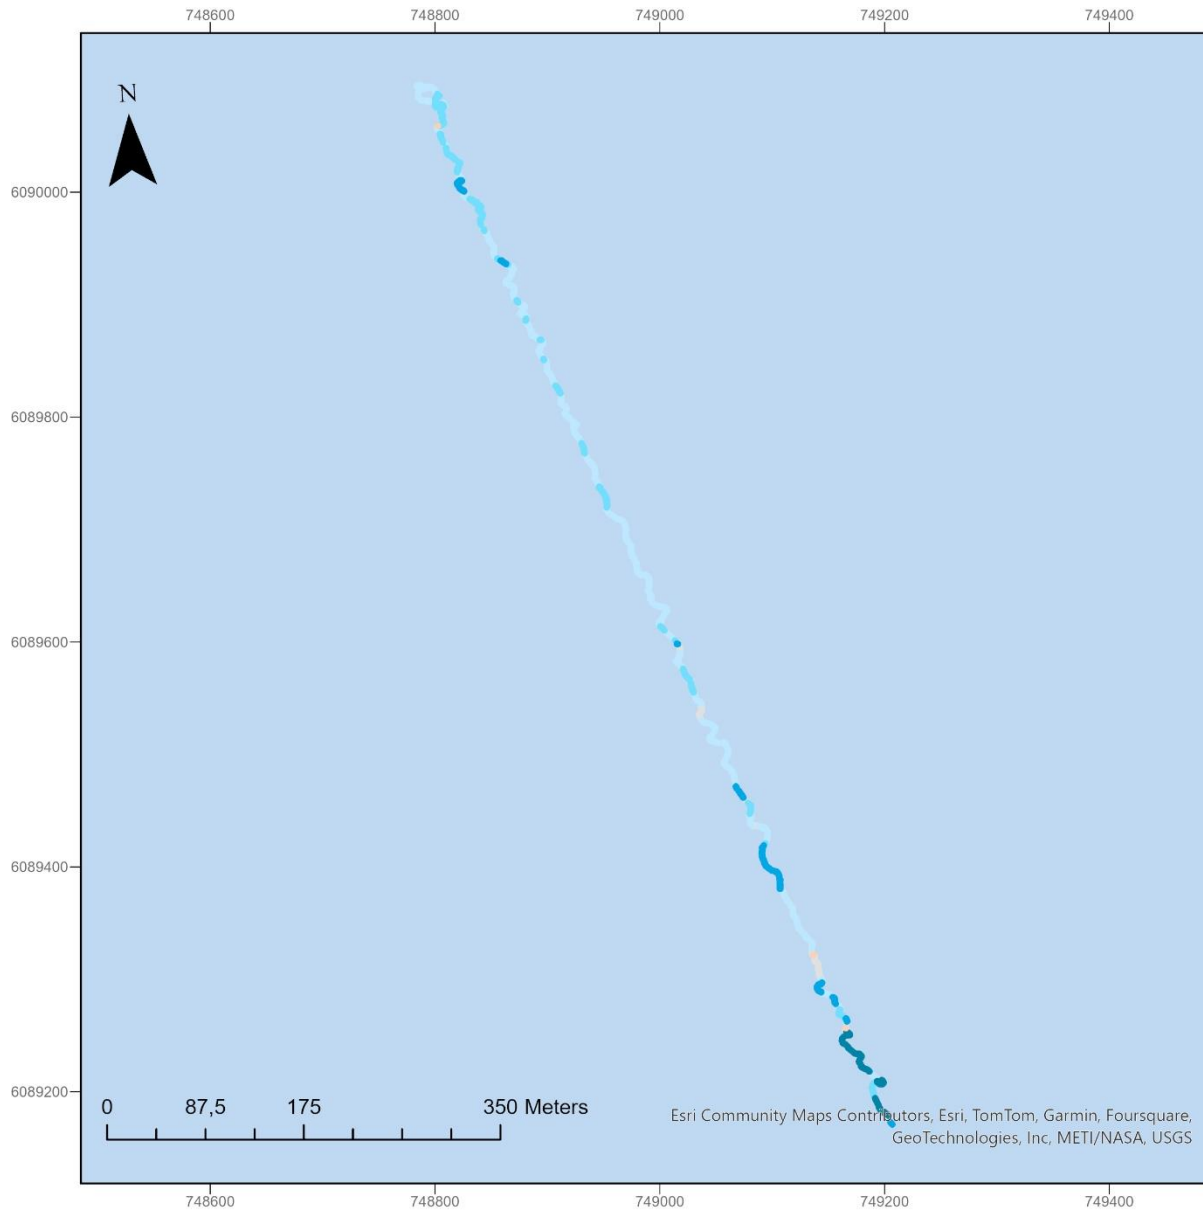 748600 748800 749000 749200 749400
N
6090000
6089800
6089600
6089400
6089200
0 87,5 175 350 Meters
Esri Community Maps Contributors, Esri, TomTom, Garmin, Foursquare,
GeoTechnologies, Inc, METI/NASA, USGS
748600 748800 749000 749200 749400